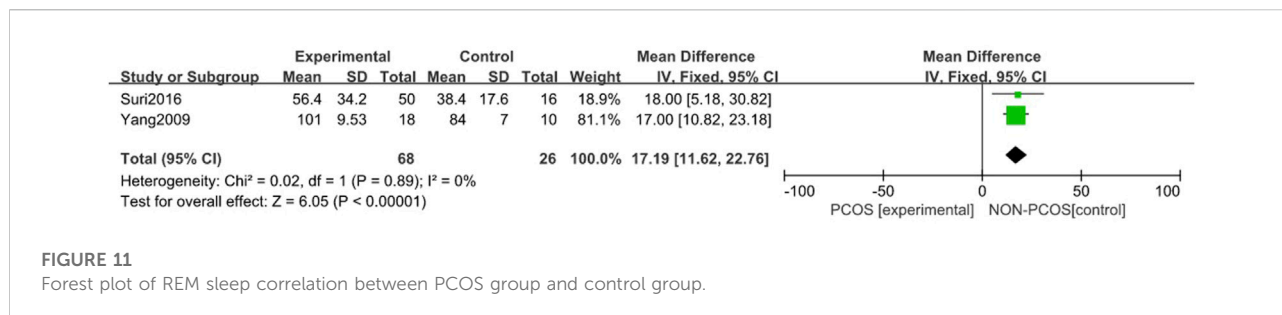 Experimental Control Mean Difference Mean Difference
Study or Subgroup Mean SD Total Mean SD Total Weight IV, Fixed, 95% CI IV, Fixed, 95% CI
Suri2016 56.4 34.2 50 38.4 17.6 16 18.9% 18.00 [5.18, 30.82]
Yang2009 101 9.53 18 84 7 10 81.1% 17.00 [10.82, 23.18]
Total (95% CI) 68 26 100.0% 17.19 [11.62, 22.76]
Heterogeneity: Chi² = 0.02, df = 1 (P = 0.89); I² = 0%
Test for overall effect: Z = 6.05 (P < 0.00001)
-100 -50 0 50 100
PCOS [experimental] NON-PCOS[control]
FIGURE 11
Forest plot of REM sleep correlation between PCOS group and control group.